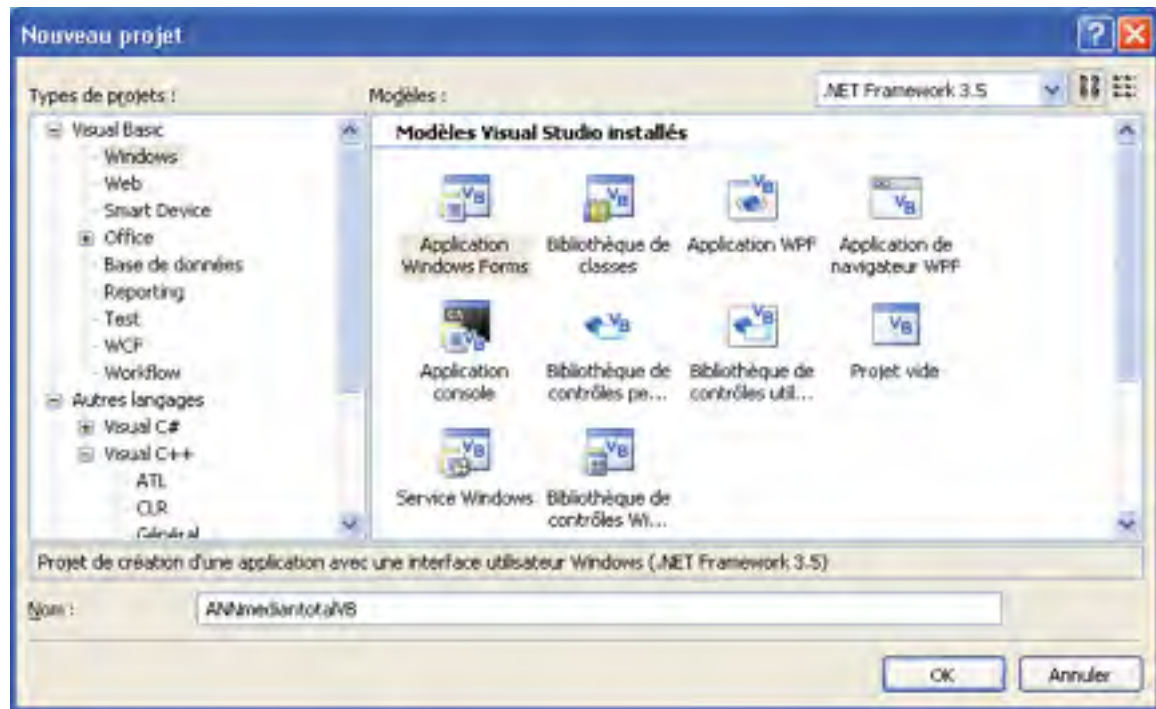 Nouveau projet
Types de projets :
Modèles :
.NET Framework 3.5
Visual Basic
Windows
Web
Smart Device
Office
Base de données
Reporting
Test
WCF
Workflow
Autres langages
Visual C#
Visual C++
ATL
CLR
Général
Modèles Visual Studio installés
Application
Windows Forms
Bibliothèque de
classes
Application WPF
Application de
navigateur WPF
Application
console
Bibliothèque de
contrôles pe...
Bibliothèque de
contrôles util...
Projet vide
Service Windows
Bibliothèque de
contrôles Wi...
Projet de création d'une application avec une interface utilisateur Windows (.NET Framework 3.5)
Nom :
ANNmediantotalVB
OK
Annuler